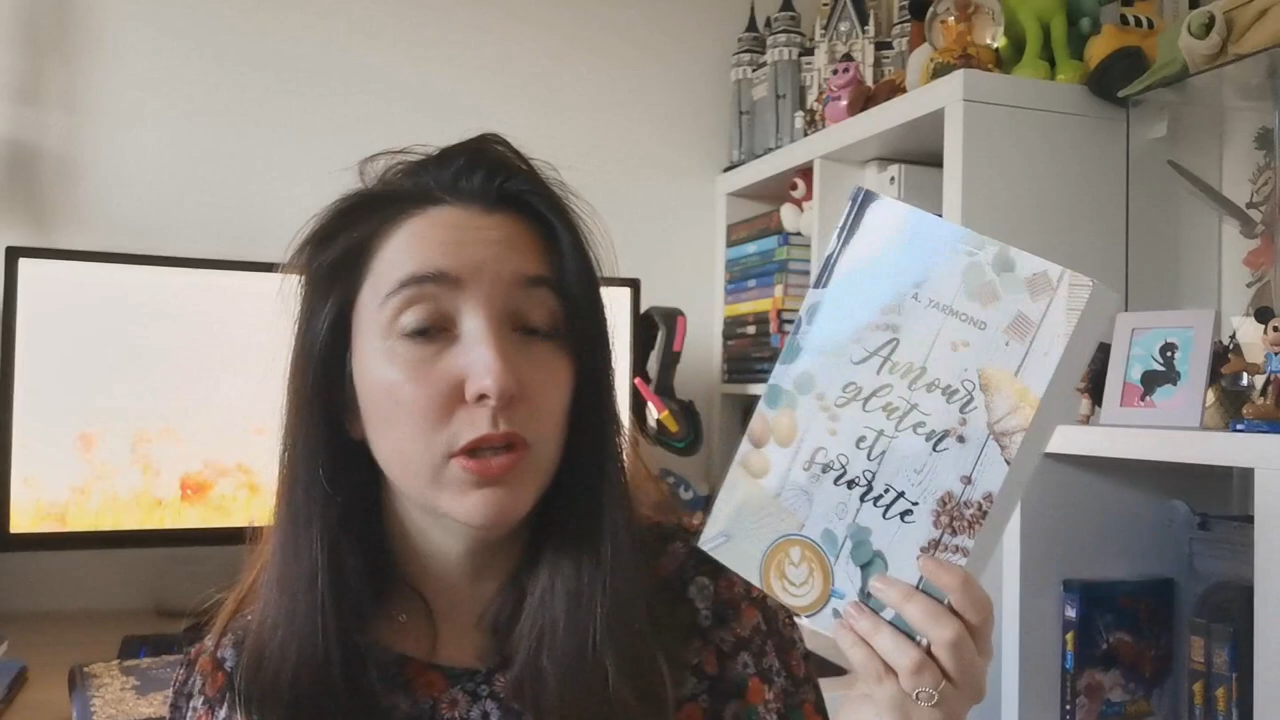 A. YARMOND
Amour
gluten
et
sororité